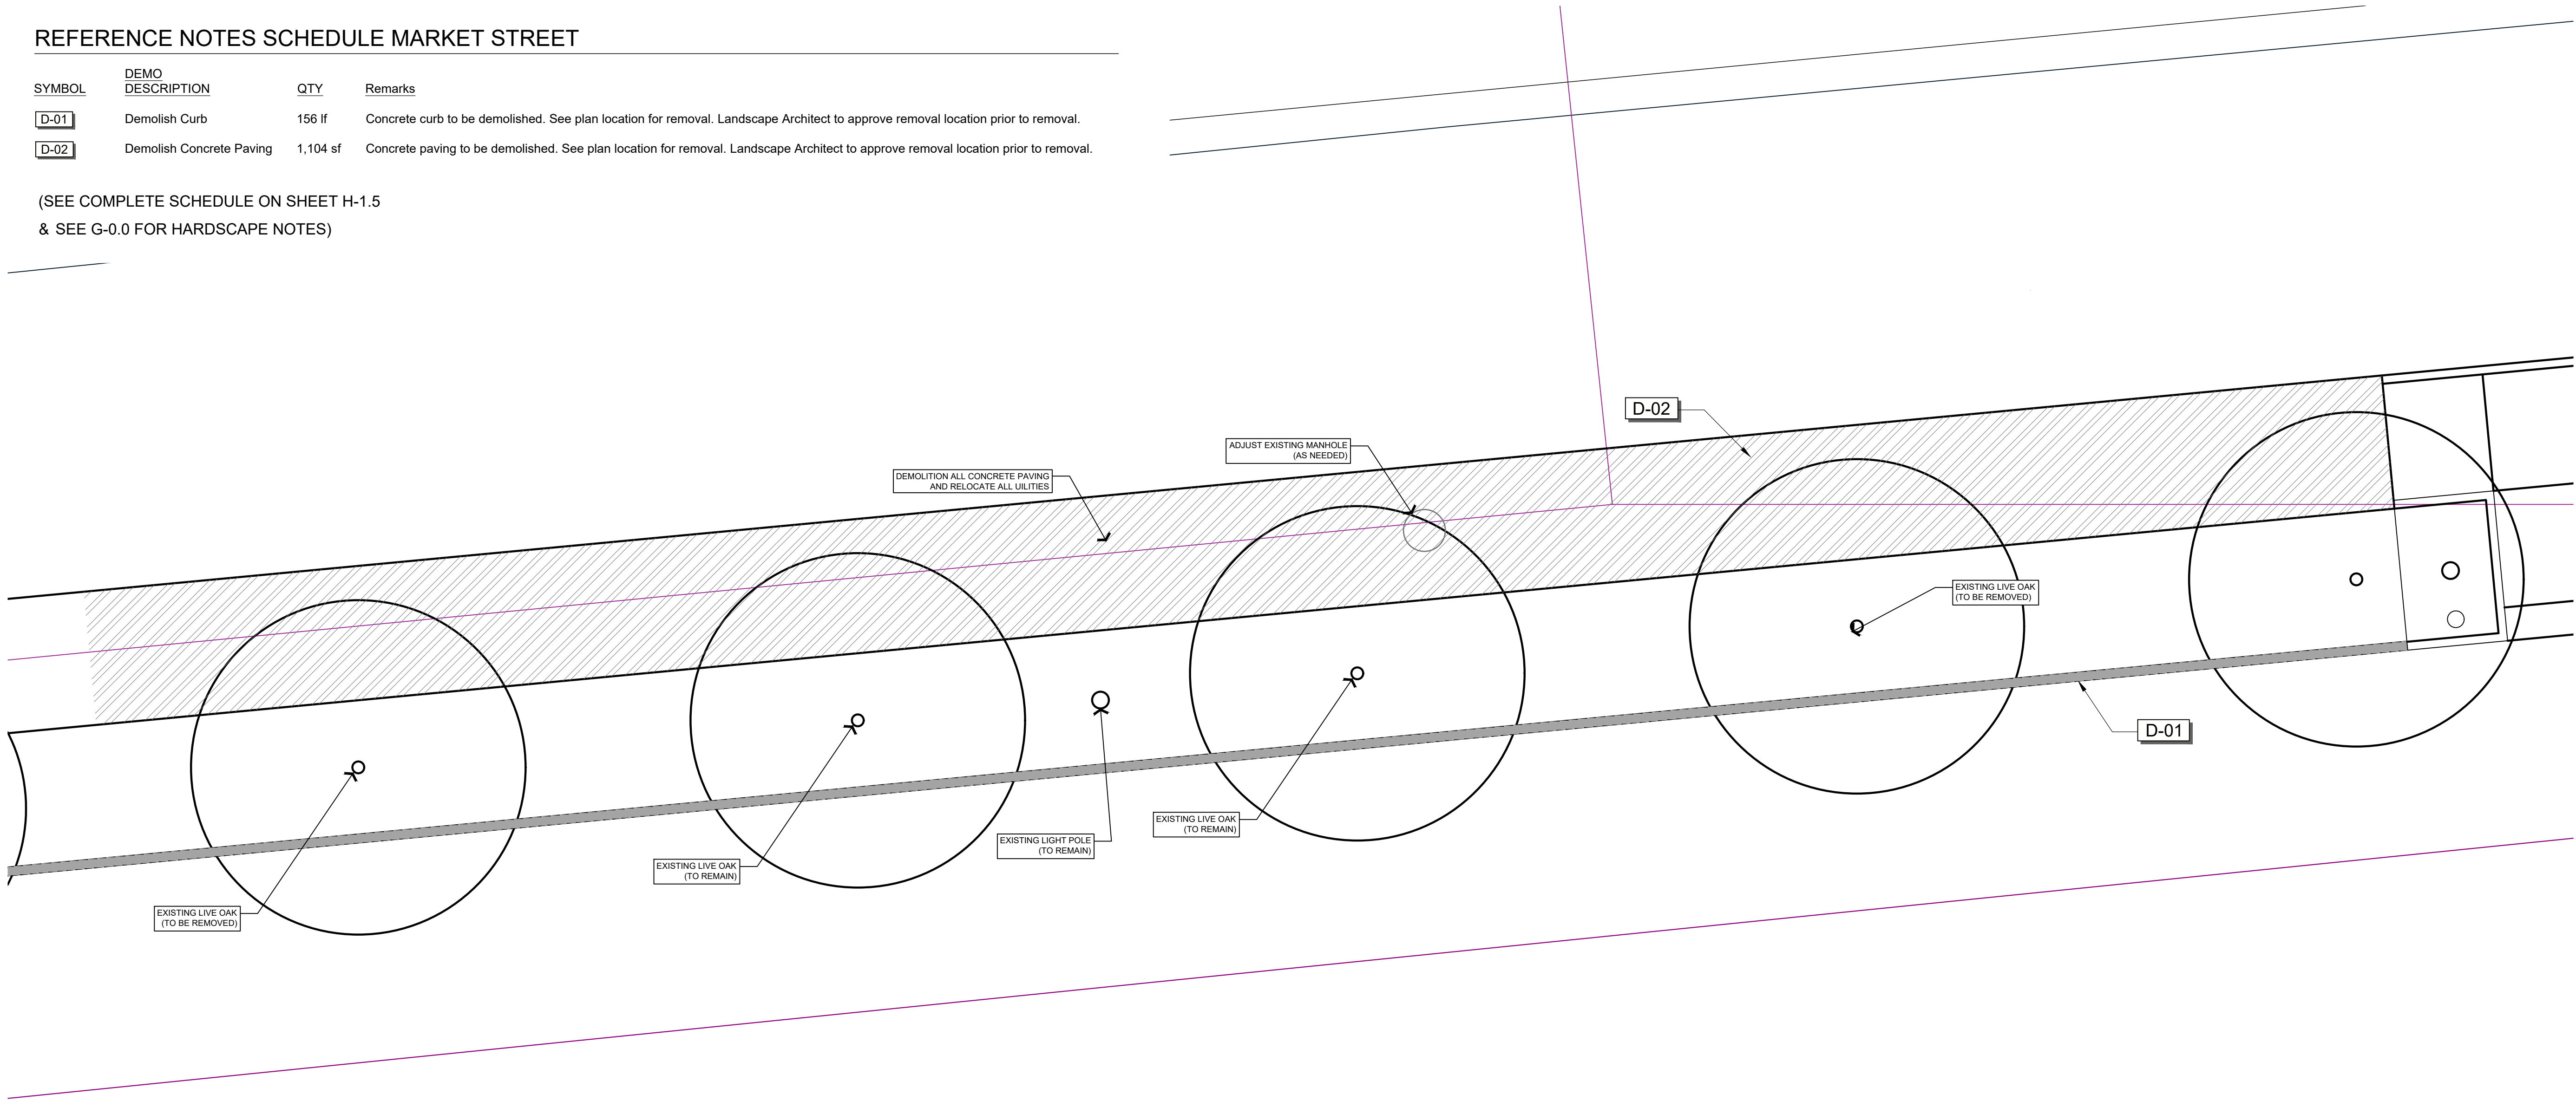 REFERENCE NOTES SCHEDULE MARKET STREET
DEMO
SYMBOL DESCRIPTION QTY Remarks
D-01 Demolish Curb 156 lf Concrete curb to be demolished. See plan location for removal. Landscape Architect to approve removal location prior to removal.
D-02 Demolish Concrete Paving 1,104 sf Concrete paving to be demolished. See plan location for removal. Landscape Architect to approve removal location prior to removal.
(SEE COMPLETE SCHEDULE ON SHEET H-1.5
& SEE G-0.0 FOR HARDSCAPE NOTES)
D-02
ADJUST EXISTING MANHOLE
(AS NEEDED)
DEMOLITION ALL CONCRETE PAVING
AND RELOCATE ALL UILITIES
EXISTING LIVE OAK
(TO BE REMOVED)
D-01
EXISTING LIVE OAK
(TO REMAIN)
EXISTING LIGHT POLE
(TO REMAIN)
EXISTING LIVE OAK
(TO REMAIN)
EXISTING LIVE OAK
(TO BE REMOVED)